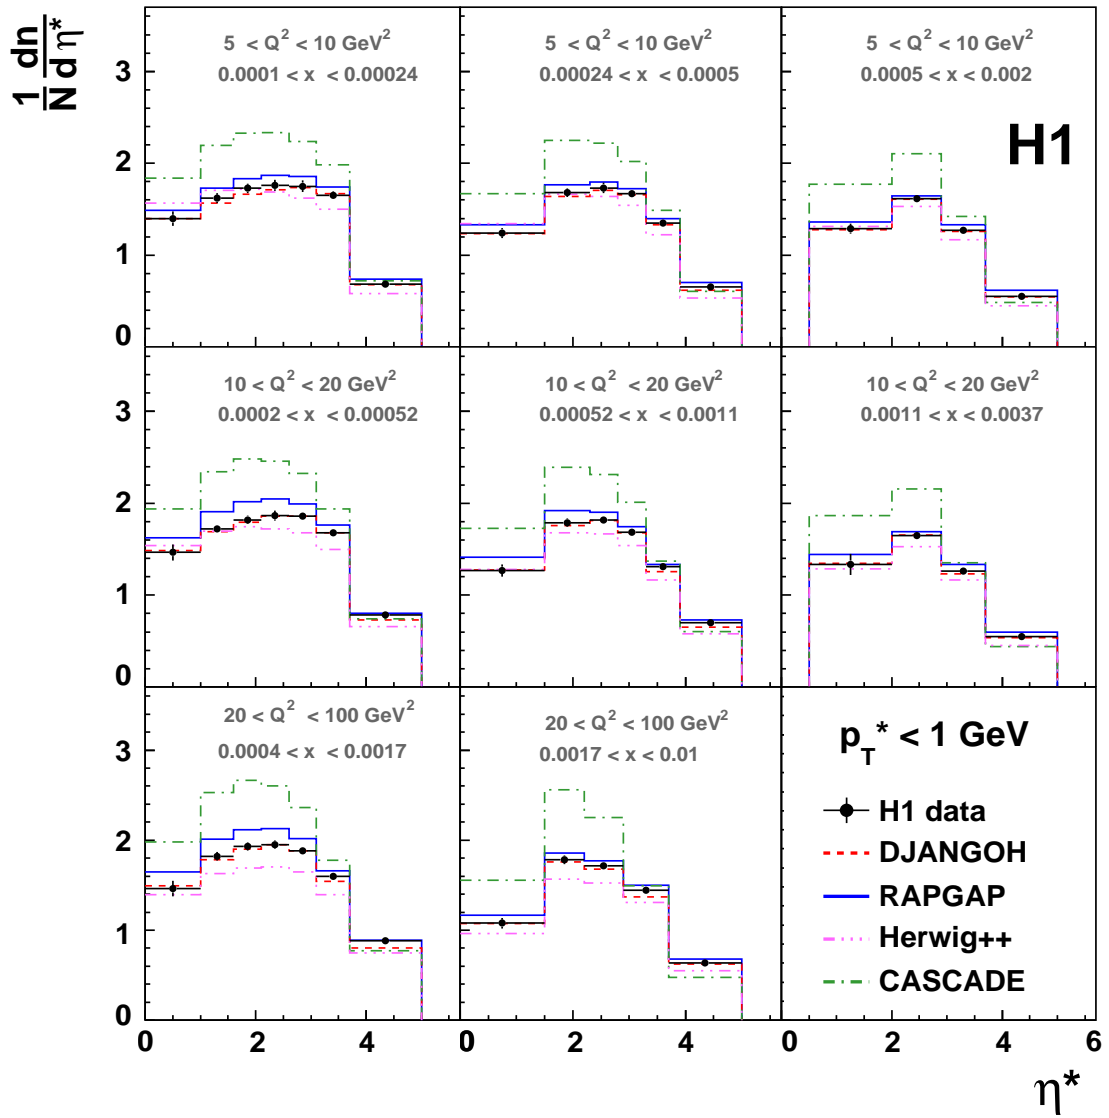 1/N dn/dη*
5 < Q² < 10 GeV²
0.0001 < x < 0.00024
5 < Q² < 10 GeV²
0.00024 < x < 0.0005
5 < Q² < 10 GeV²
0.0005 < x < 0.002
H1
3
2
1
0
10 < Q² < 20 GeV²
0.0002 < x < 0.00052
10 < Q² < 20 GeV²
0.00052 < x < 0.0011
10 < Q² < 20 GeV²
0.0011 < x < 0.0037
3
2
1
0
20 < Q² < 100 GeV²
0.0004 < x < 0.0017
20 < Q² < 100 GeV²
0.0017 < x < 0.01
3
2
1
0
p_T* < 1 GeV
H1 data
DJANGOH
RAPGAP
Herwig++
CASCADE
0 2 4 0 2 4 0 2 4 6
η*